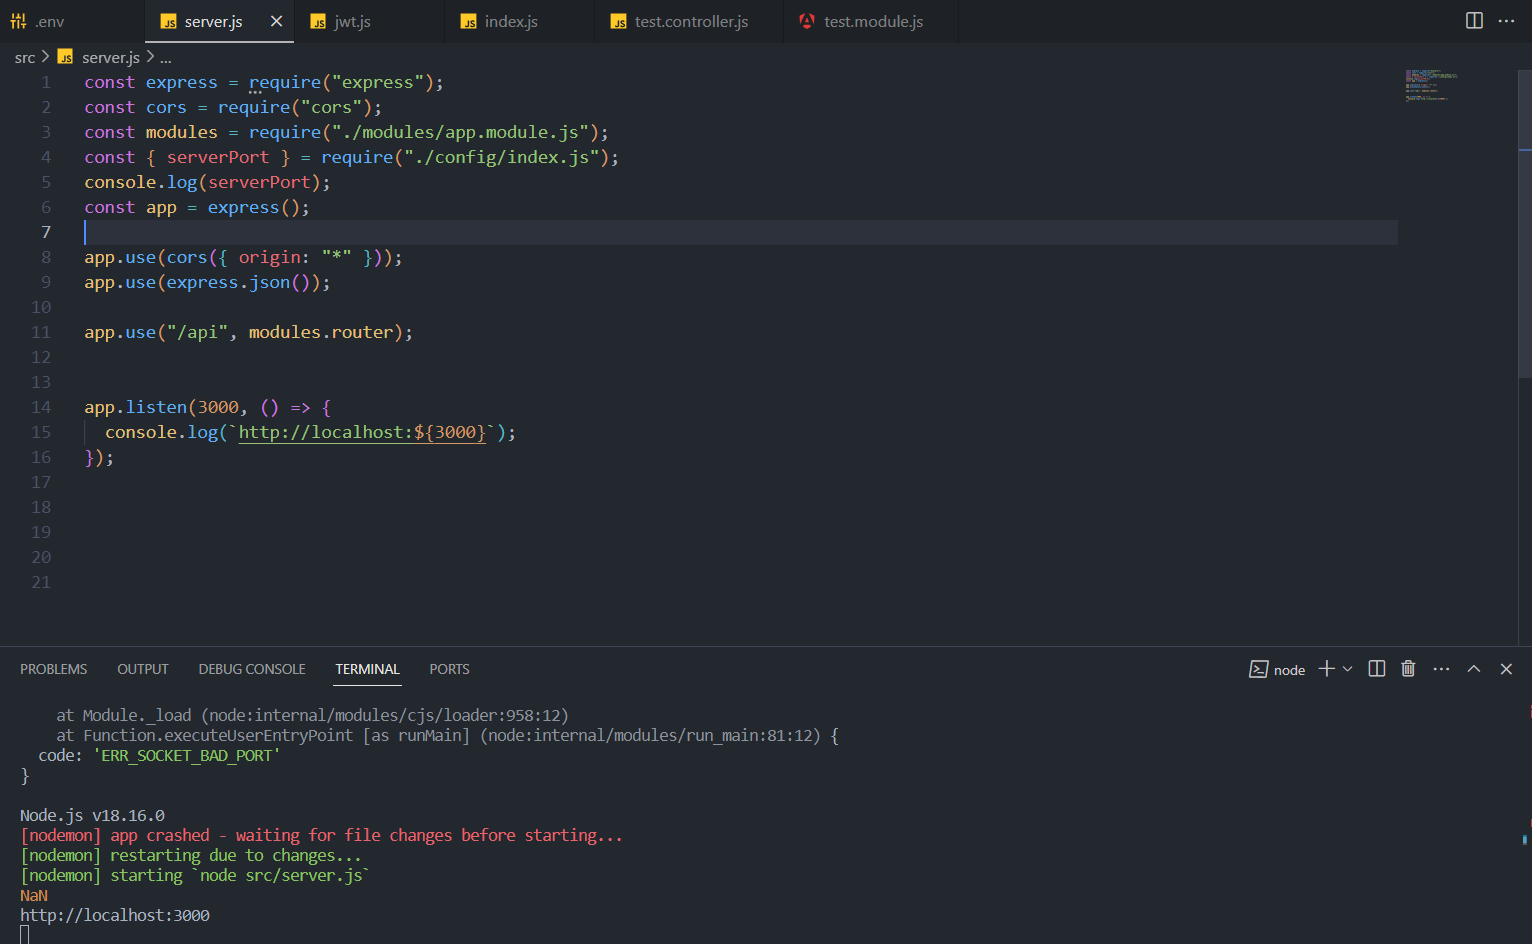 .env
server.js
jwt.js
index.js
test.controller.js
test.module.js
src > server.js > ...
1 const express = require("express");
2 const cors = require("cors");
3 const modules = require("./modules/app.module.js");
4 const { serverPort } = require("./config/index.js");
5 console.log(serverPort);
6 const app = express();
7
8 app.use(cors({ origin: "*" }));
9 app.use(express.json());
10
11 app.use("/api", modules.router);
12
13
14 app.listen(3000, () => {
15 console.log(`http://localhost:${3000}`);
16 });
17
18
19
20
21
PROBLEMS OUTPUT DEBUG CONSOLE TERMINAL PORTS node
at Module._load (node:internal/modules/cjs/loader:958:12)
at Function.executeUserEntryPoint [as runMain] (node:internal/modules/run_main:81:12) {
code: 'ERR_SOCKET_BAD_PORT'
}
Node.js v18.16.0
[nodemon] app crashed - waiting for file changes before starting...
[nodemon] restarting due to changes...
[nodemon] starting `node src/server.js`
NaN
http://localhost:3000